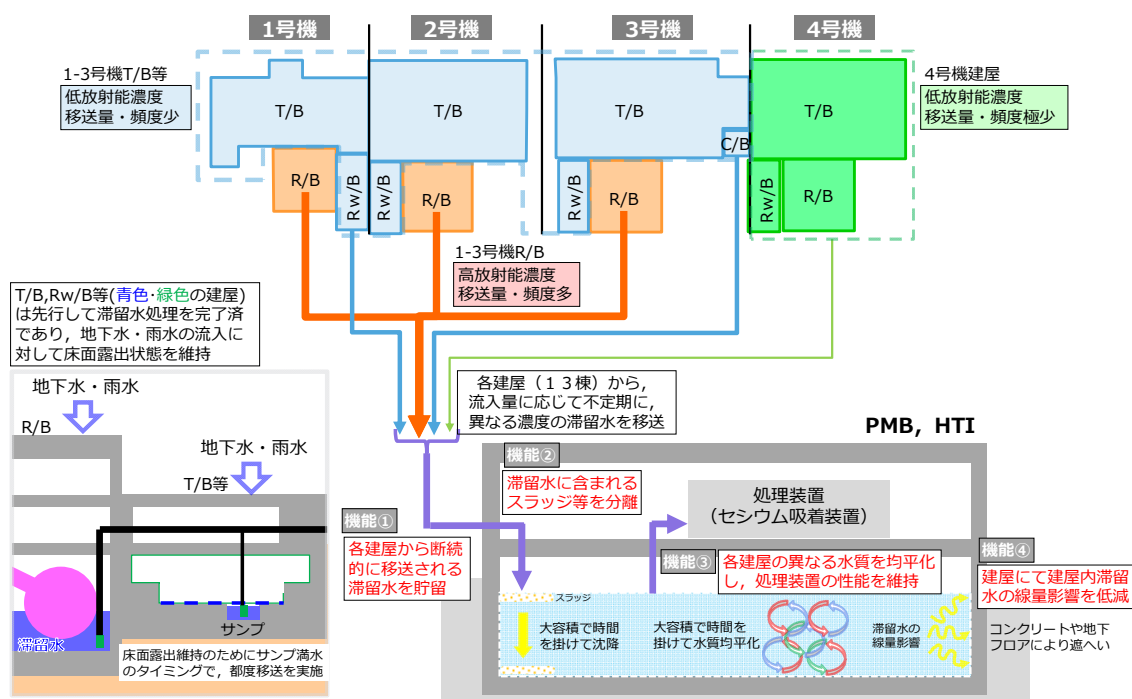 1号機
2号機
3号機
4号機
1-3号機T/B等
低放射能濃度
移送量・頻度少
T/B
T/B
T/B
T/B
C/B
4号機建屋
低放射能濃度
移送量・頻度極少
R/B
Rw/B
Rw/B
R/B
Rw/B
R/B
Rw/B
R/B
1-3号機R/B
高放射能濃度
移送量・頻度多
T/B,Rw/B等(青色･緑色の建屋)
は先行して滞留水処理を完了済
であり，地下水・雨水の流入に
対して床面露出状態を維持
各建屋（１３棟）から，
流入量に応じて不定期に，
異なる濃度の滞留水を移送
地下水・雨水
R/B
地下水・雨水
T/B等
滞留水
サンプ
床面露出維持のためにサンプ満水
のタイミングで，都度移送を実施
PMB，HTI
機能①
各建屋から断続
的に移送される
滞留水を貯留
機能②
滞留水に含まれる
スラッジ等を分離
処理装置
（セシウム吸着装置）
機能③
各建屋の異なる水質を均平化
し，処理装置の性能を維持
機能④
建屋にて建屋内滞留
水の線量影響を低減
スラッジ
大容積で時間
を掛けて沈降
大容積で時間を
掛けて水質均平化
滞留水の
線量影響
コンクリートや地下
フロアにより遮へい